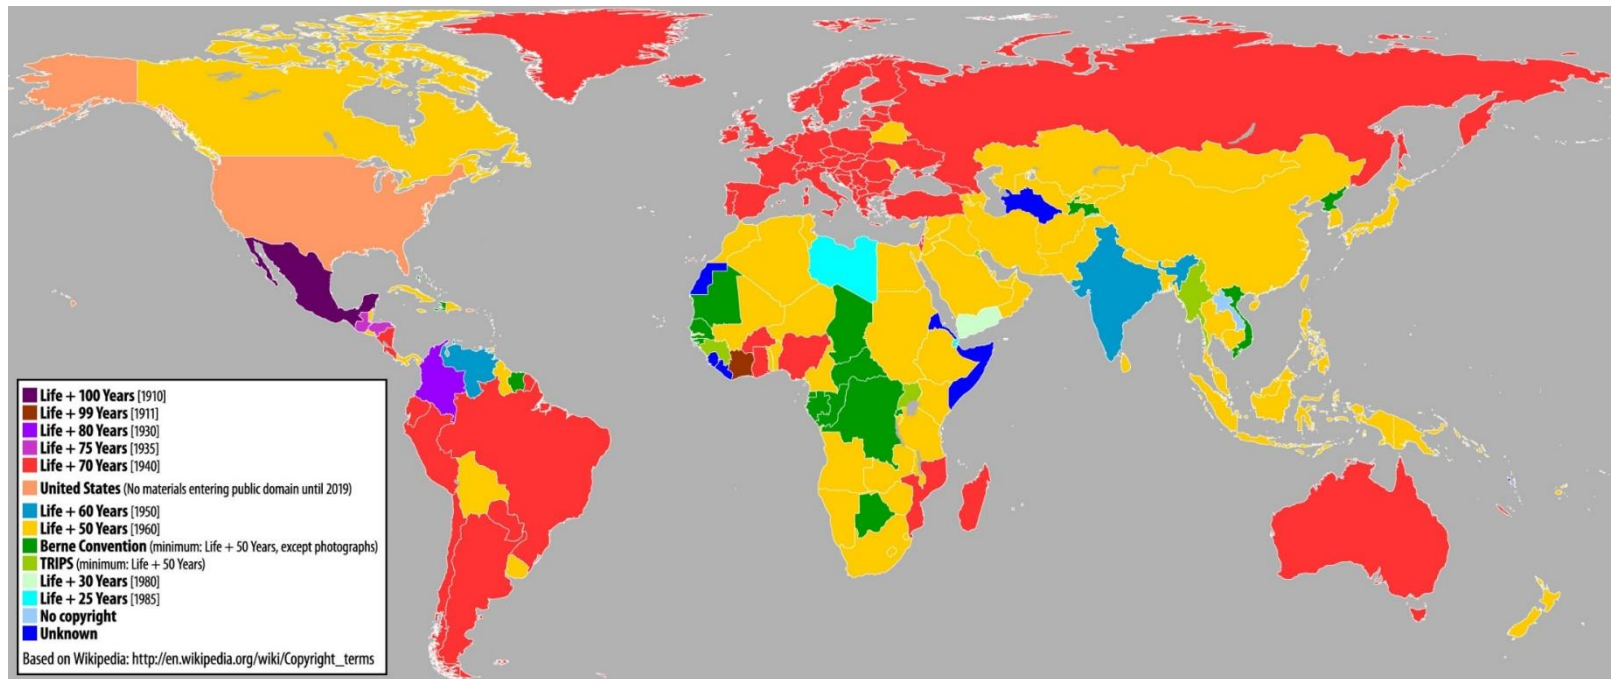 Life + 100 Years [1910]
Life + 99 Years [1911]
Life + 80 Years [1930]
Life + 75 Years [1935]
Life + 70 Years [1940]
United States (No materials entering public domain until 2019)
Life + 60 Years [1950]
Life + 50 Years [1960]
Berne Convention (minimum: Life + 50 Years, except photographs)
TRIPS (minimum: Life + 50 Years)
Life + 30 Years [1980]
Life + 25 Years [1985]
No copyright
Unknown
Based on Wikipedia: http://en.wikipedia.org/wiki/Copyright_terms